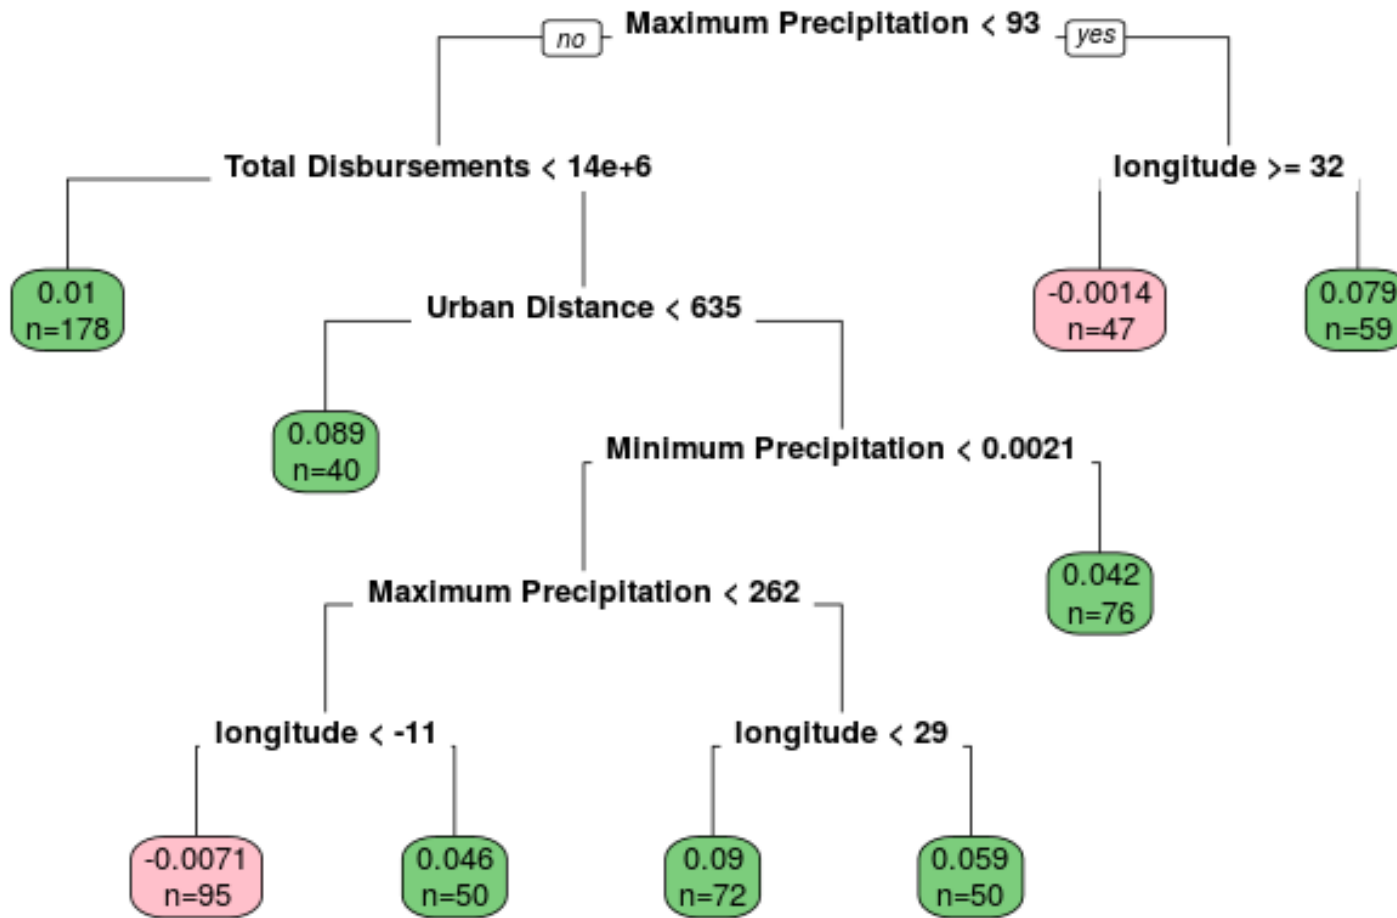 Maximum Precipitation < 93
no
yes
Total Disbursements < 14e+6
longitude >= 32
0.01
n=178
Urban Distance < 635
-0.0014
n=47
0.079
n=59
0.089
n=40
Minimum Precipitation < 0.0021
Maximum Precipitation < 262
0.042
n=76
longitude < -11
longitude < 29
-0.0071
n=95
0.046
n=50
0.09
n=72
0.059
n=50